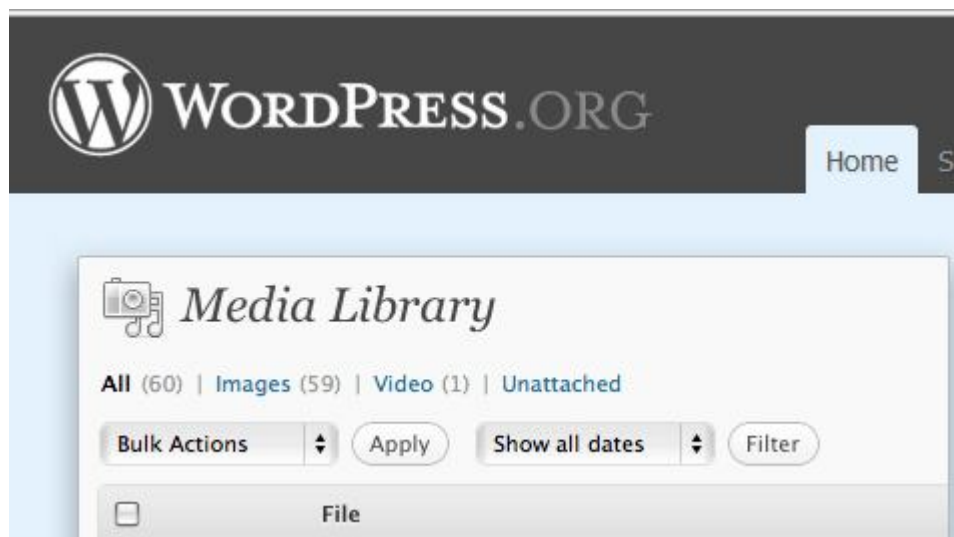 WORDPRESS.ORG
Home
Media Library
All (60) | Images (59) | Video (1) | Unattached
Bulk Actions Apply Show all dates Filter
File